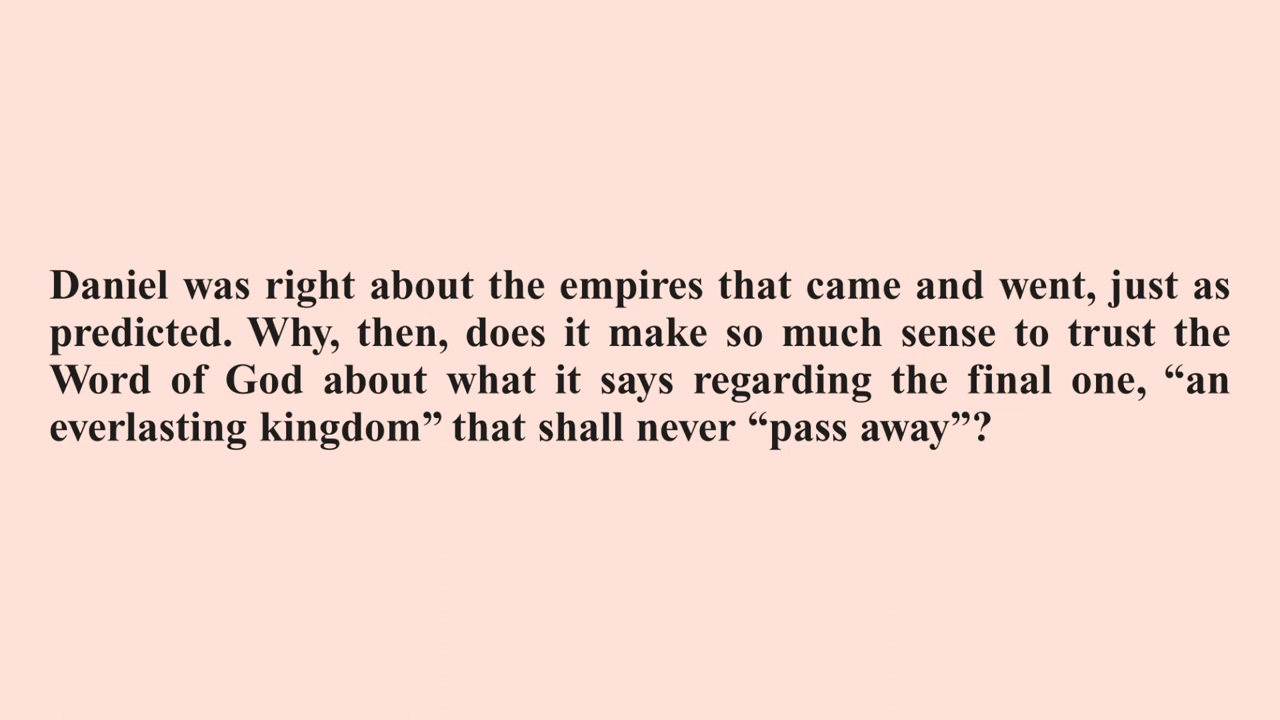 Daniel was right about the empires that came and went, just as
predicted. Why, then, does it make so much sense to trust the
Word of God about what it says regarding the final one, “an
everlasting kingdom” that shall never “pass away”?